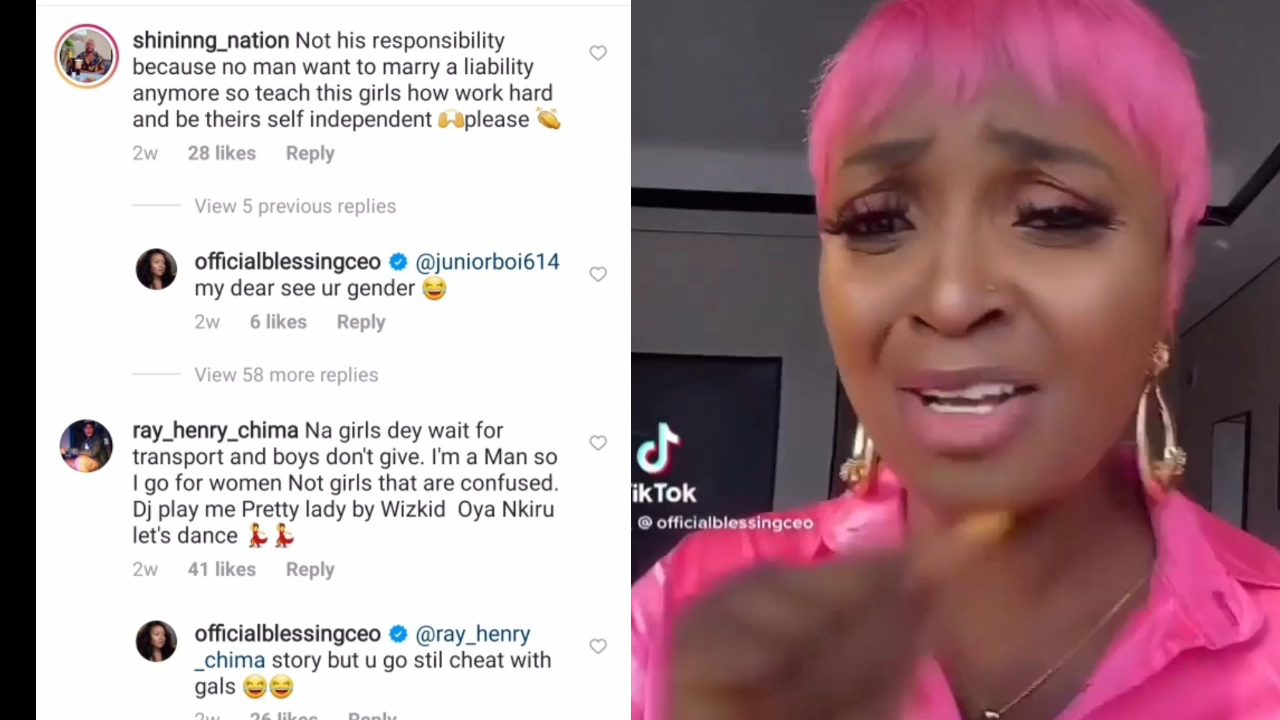 shininng_nation Not his responsibility
because no man want to marry a liability
anymore so teach this girls how work hard
and be theirs self independent 🙌please 👏
2w 28 likes Reply
View 5 previous replies
officialblessingceo @juniorboi614
my dear see ur gender 😂
2w 6 likes Reply
View 58 more replies
ray_henry_chima Na girls dey wait for
transport and boys don't give. I'm a Man so
I go for women Not girls that are confused.
Dj play me Pretty lady by Wizkid Oya Nkiru
let's dance 💃💃
2w 41 likes Reply
officialblessingceo @ray_henry
_chima story but u go stil cheat with
gals 😂😂
2w 26 likes Reply
ikTok
@ officialblessingceo